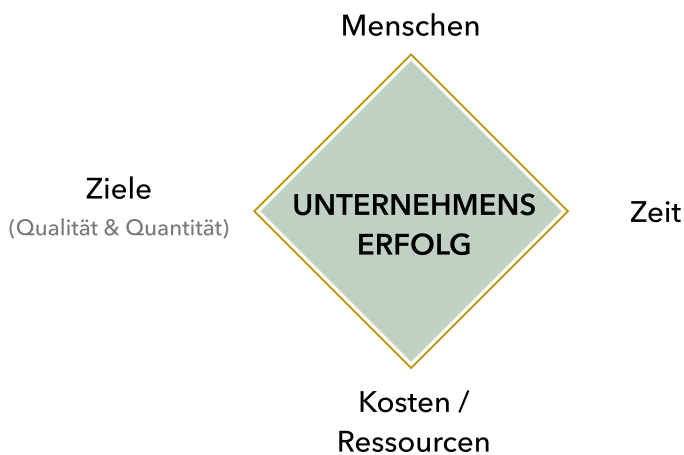 Menschen
Ziele
(Qualität & Quantität)
UNTERNEHMENS
ERFOLG
Zeit
Kosten /
Ressourcen